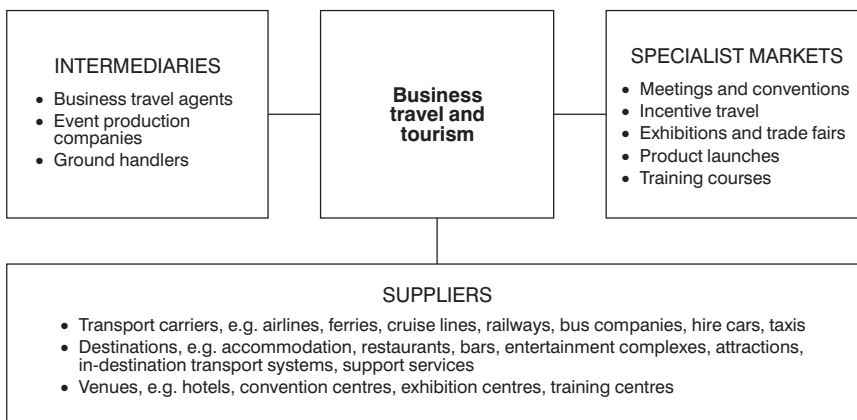 INTERMEDIARIES
• Business travel agents
• Event production
companies
• Ground handlers
Business
travel and
tourism
SPECIALIST MARKETS
• Meetings and conventions
• Incentive travel
• Exhibitions and trade fairs
• Product launches
• Training courses
SUPPLIERS
• Transport carriers, e.g. airlines, ferries, cruise lines, railways, bus companies, hire cars, taxis
• Destinations, e.g. accommodation, restaurants, bars, entertainment complexes, attractions,
in-destination transport systems, support services
• Venues, e.g. hotels, convention centres, exhibition centres, training centres